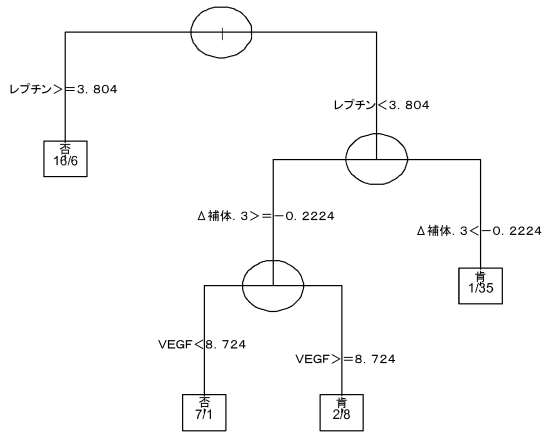 レプチン>=3.804
レプチン<3.804
否
16/6
Δ補体.3>=-0.2224
Δ補体.3<-0.2224
肯
1/35
VEGF<8.724
VEGF>=8.724
否
7/1
肯
2/8